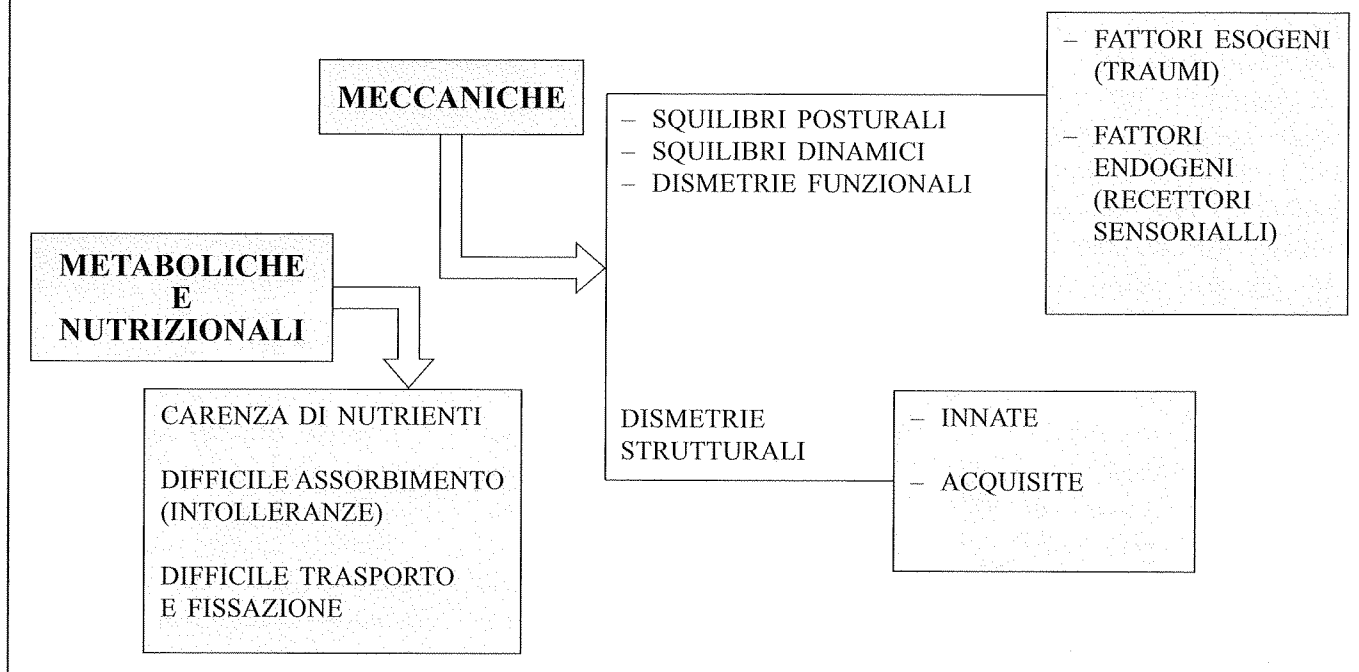 MECCANICHE
– SQUILIBRI POSTURALI
– SQUILIBRI DINAMICI
– DISMETRIE FUNZIONALI
– FATTORI ESOGENI
(TRAUMI)
– FATTORI
ENDOGENI
(RECETTORI
SENSORIALLI)
METABOLICHE
E
NUTRIZIONALI
CARENZA DI NUTRIENTI
DIFFICILE ASSORBIMENTO
(INTOLLERANZE)
DIFFICILE TRASPORTO
E FISSAZIONE
DISMETRIE
STRUTTURALI
– INNATE
– ACQUISITE